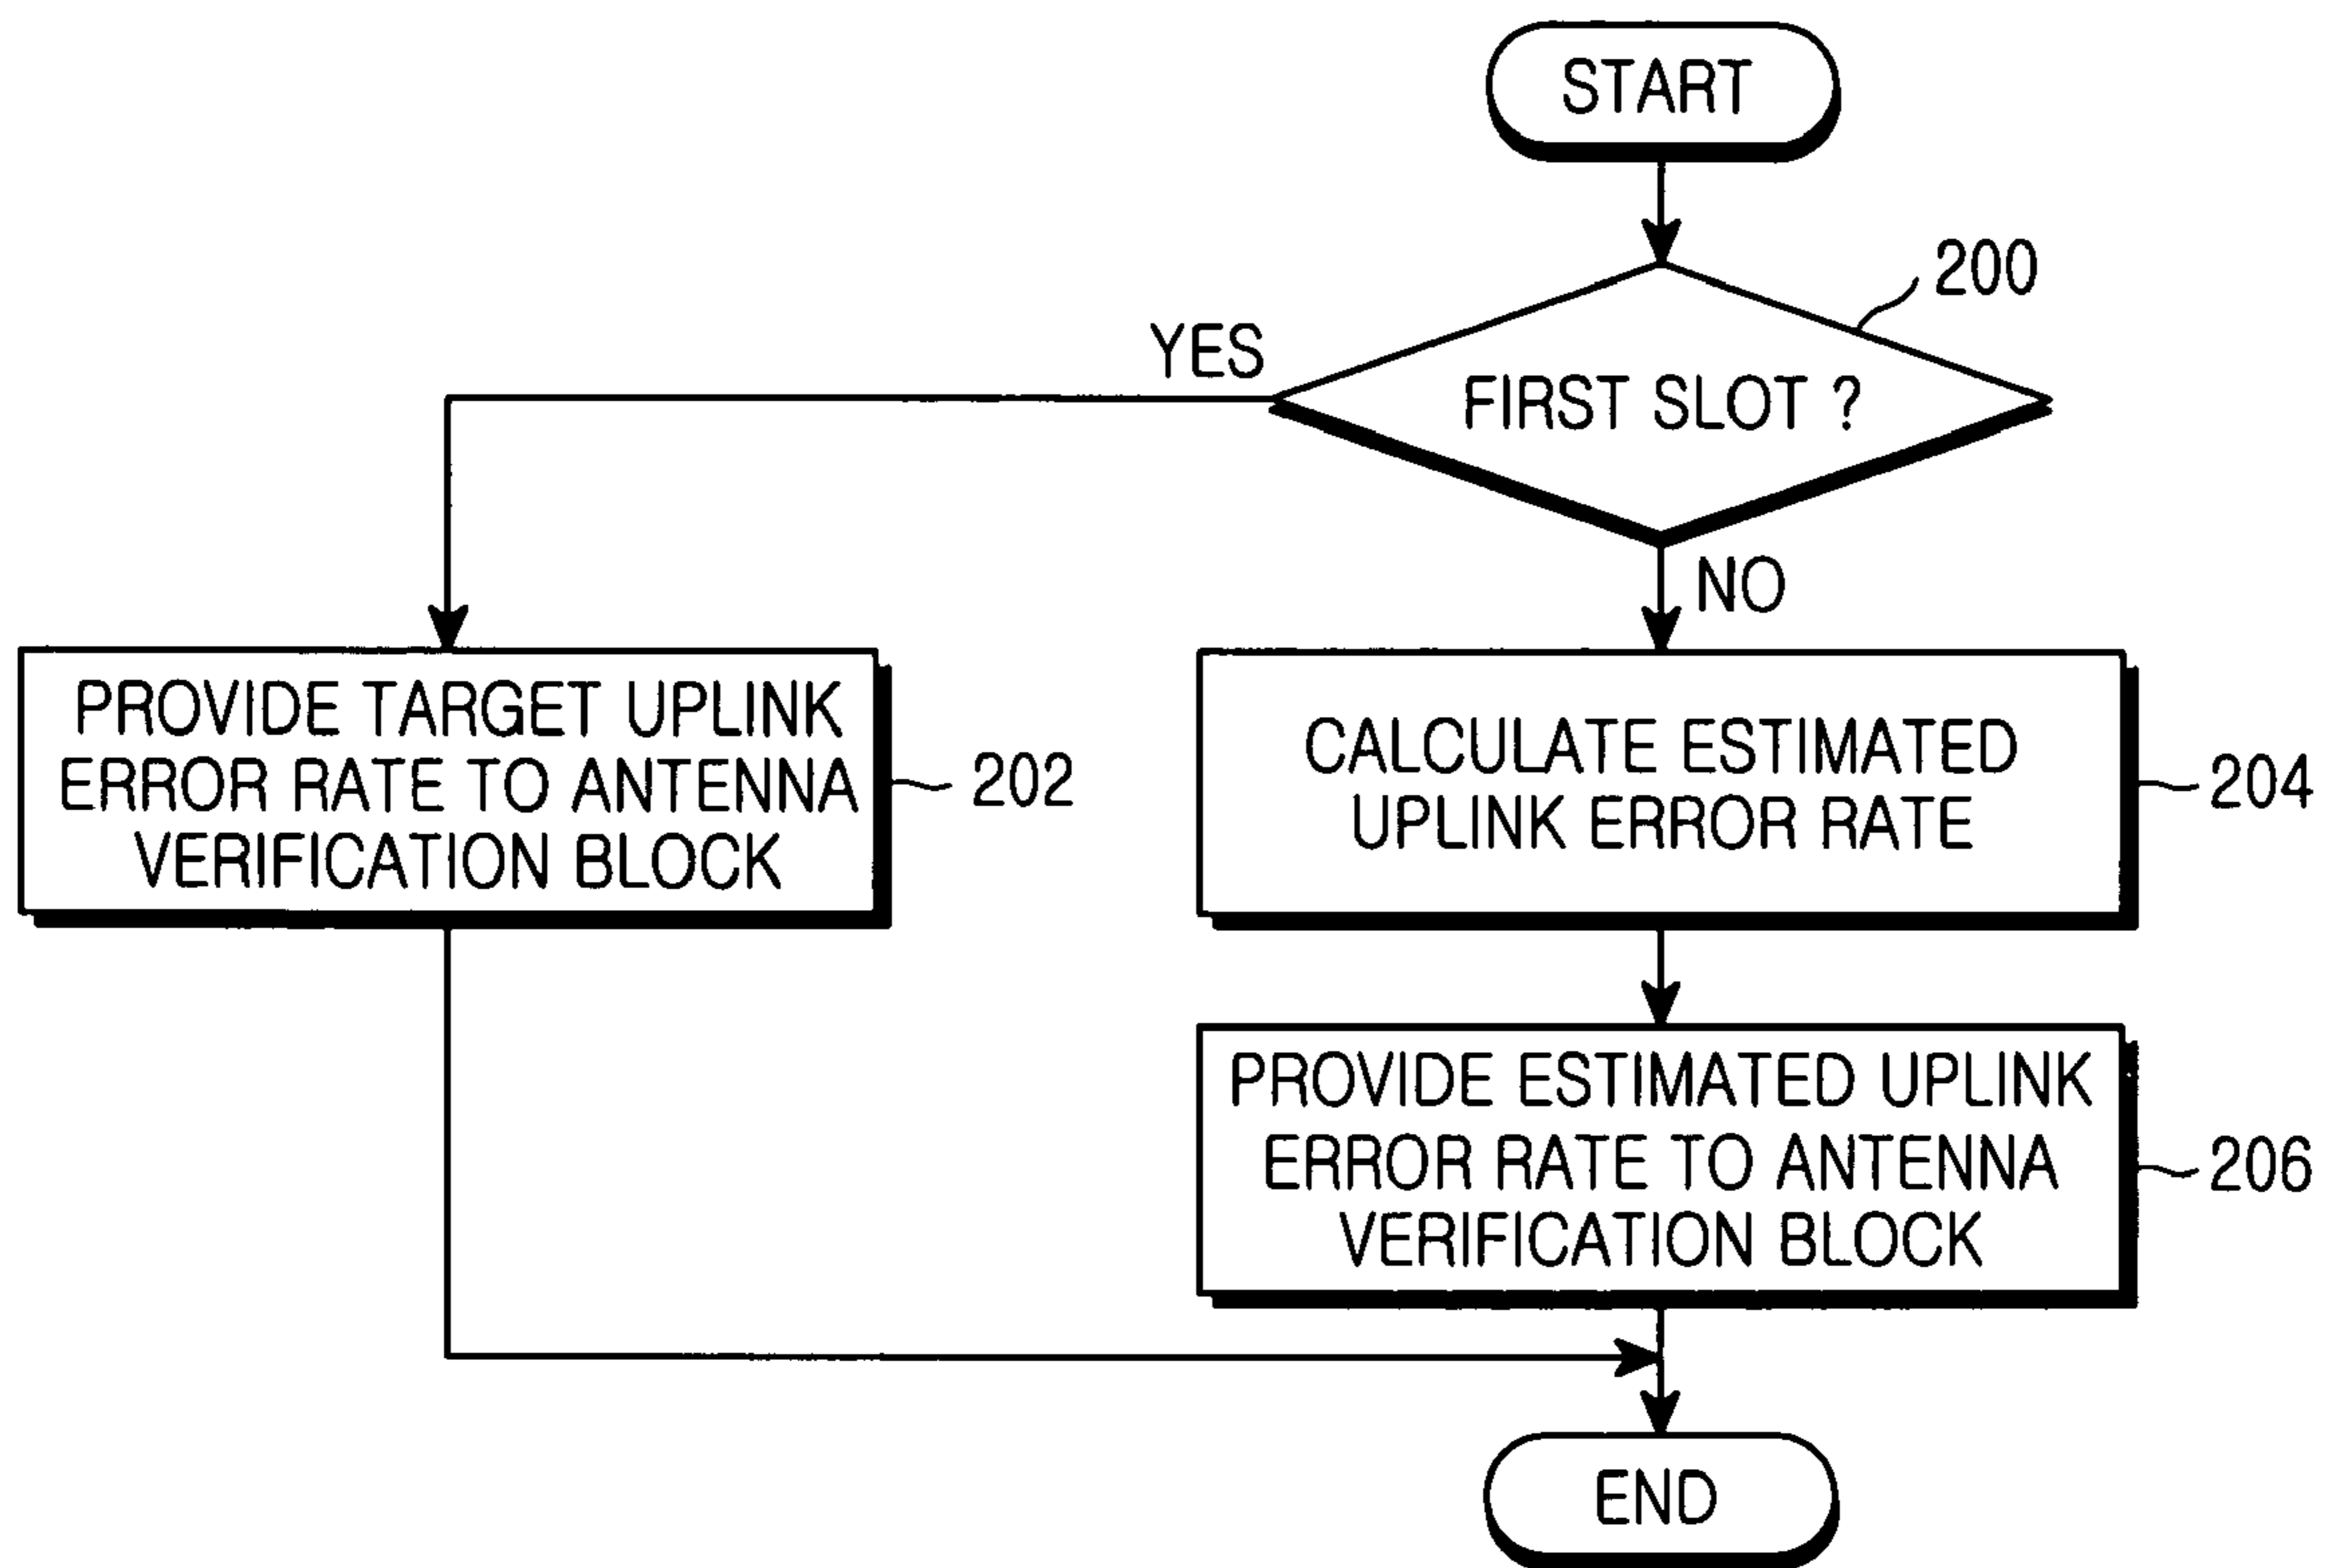 START
200
YES
FIRST SLOT ?
NO
PROVIDE TARGET UPLINK
ERROR RATE TO ANTENNA
VERIFICATION BLOCK
202
CALCULATE ESTIMATED
UPLINK ERROR RATE
204
PROVIDE ESTIMATED UPLINK
ERROR RATE TO ANTENNA
VERIFICATION BLOCK
206
END